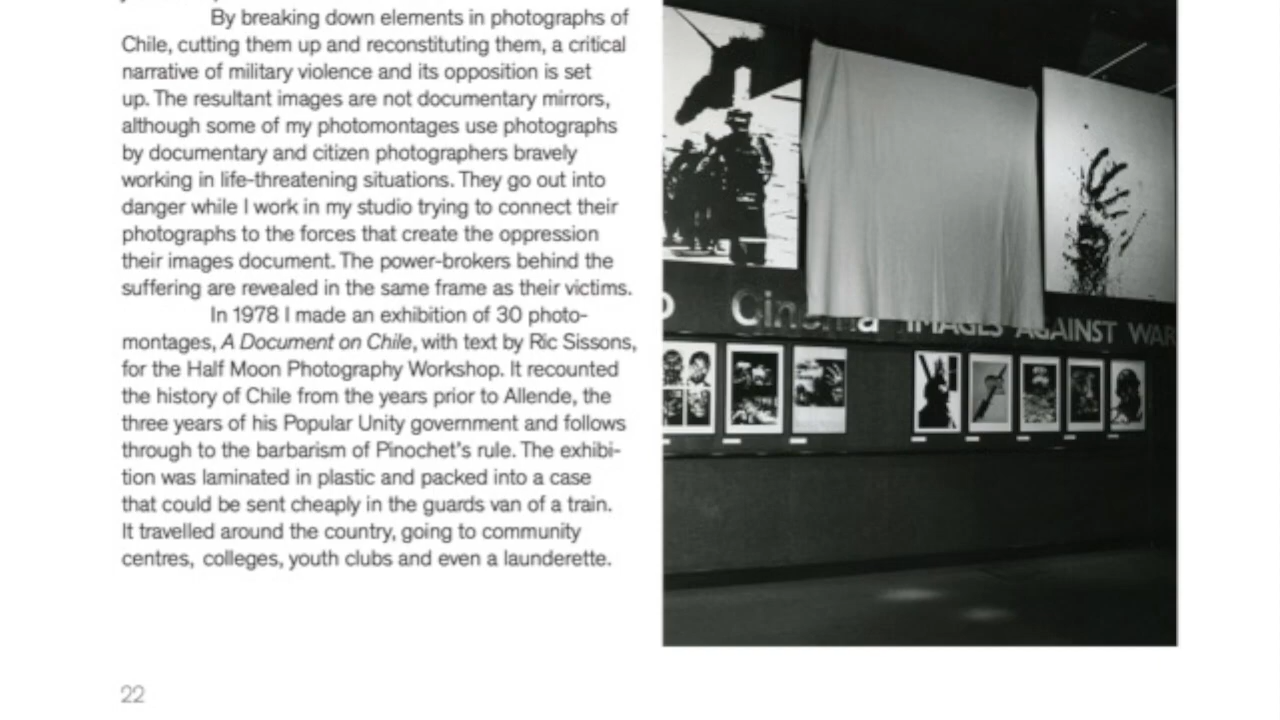 By breaking down elements in photographs of
Chile, cutting them up and reconstituting them, a critical
narrative of military violence and its opposition is set
up. The resultant images are not documentary mirrors,
although some of my photomontages use photographs
by documentary and citizen photographers bravely
working in life-threatening situations. They go out into
danger while I work in my studio trying to connect their
photographs to the forces that create the oppression
their images document. The power-brokers behind the
suffering are revealed in the same frame as their victims.
In 1978 I made an exhibition of 30 photo-
montages, A Document on Chile, with text by Ric Sissons,
for the Half Moon Photography Workshop. It recounted
the history of Chile from the years prior to Allende, the
three years of his Popular Unity government and follows
through to the barbarism of Pinochet's rule. The exhibi-
tion was laminated in plastic and packed into a case
that could be sent cheaply in the guards van of a train.
It travelled around the country, going to community
centres, colleges, youth clubs and even a launderette.
22
Cinema IMAGES AGAINST WAR